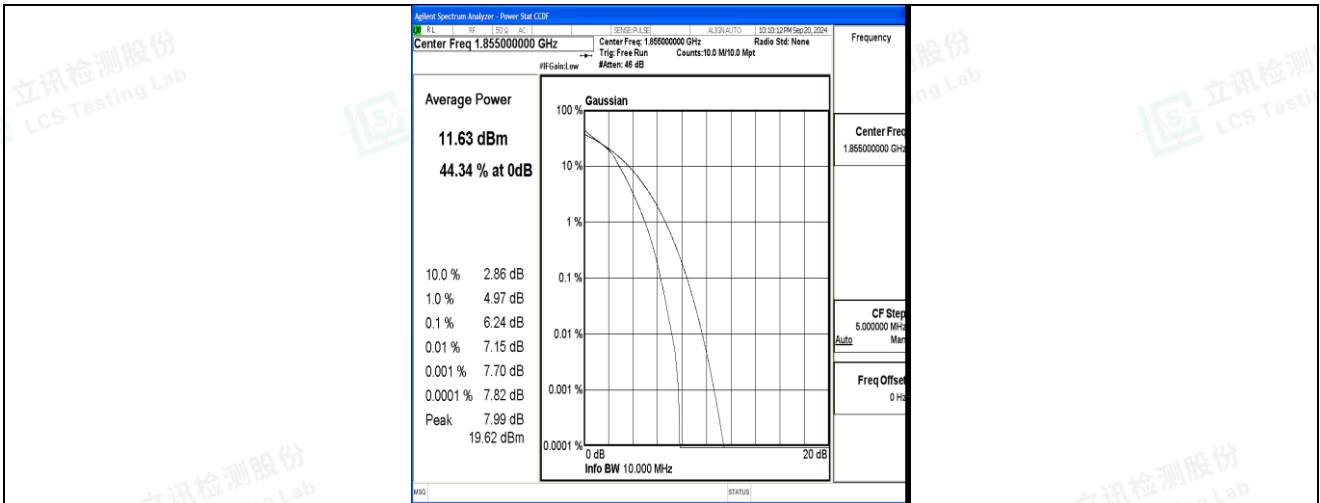 Agilent Spectrum Analyzer - Power Stat CCDF
RL RF 50 Ω AC SENSE:PULSE ALIGN AUTO 10:10:12 PM Sep 20, 2024
Center Freq 1.855000000 GHz
Center Freq: 1.855000000 GHz Radio Std: None
Trig: Free Run Counts:10.0 M/10.0 Mpt
#IFGain:Low #Atten: 46 dB
Frequency
Average Power
11.63 dBm
44.34 % at 0dB
10.0 % 2.86 dB
1.0 % 4.97 dB
0.1 % 6.24 dB
0.01 % 7.15 dB
0.001 % 7.70 dB
0.0001 % 7.82 dB
Peak 7.99 dB
19.62 dBm
Gaussian
100 %
10 %
1 %
0.1 %
0.01 %
0.001 %
0.0001 %
0 dB 20 dB
Info BW 10.000 MHz
Center Freq
1.855000000 GHz
CF Step
5.000000 MHz
Auto Man
Freq Offset
0 Hz
MSG STATUS
立讯检测股份
LCS Testing Lab